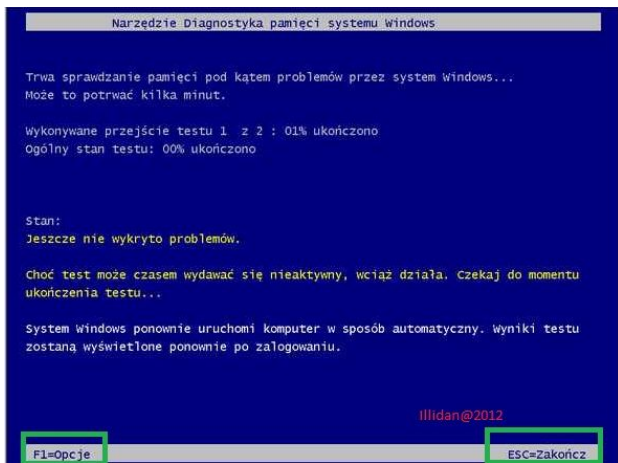 Narzędzie Diagnostyka pamięci systemu Windows
Trwa sprawdzanie pamięci pod kątem problemów przez system Windows...
Może to potrwać kilka minut.
Wykonywane przejście testu 1 z 2 : 01% ukończono
Ogólny stan testu: 00% ukończono
Stan:
Jeszcze nie wykryto problemów.
Choć test może czasem wydawać się nieaktywny, wciąż działa. Czekaj do momentu
ukończenia testu...
System Windows ponownie uruchomi komputer w sposób automatyczny. Wyniki testu
zostaną wyświetlone ponownie po zalogowaniu.
Illidan@2012
F1=Opcje ESC=Zakończ